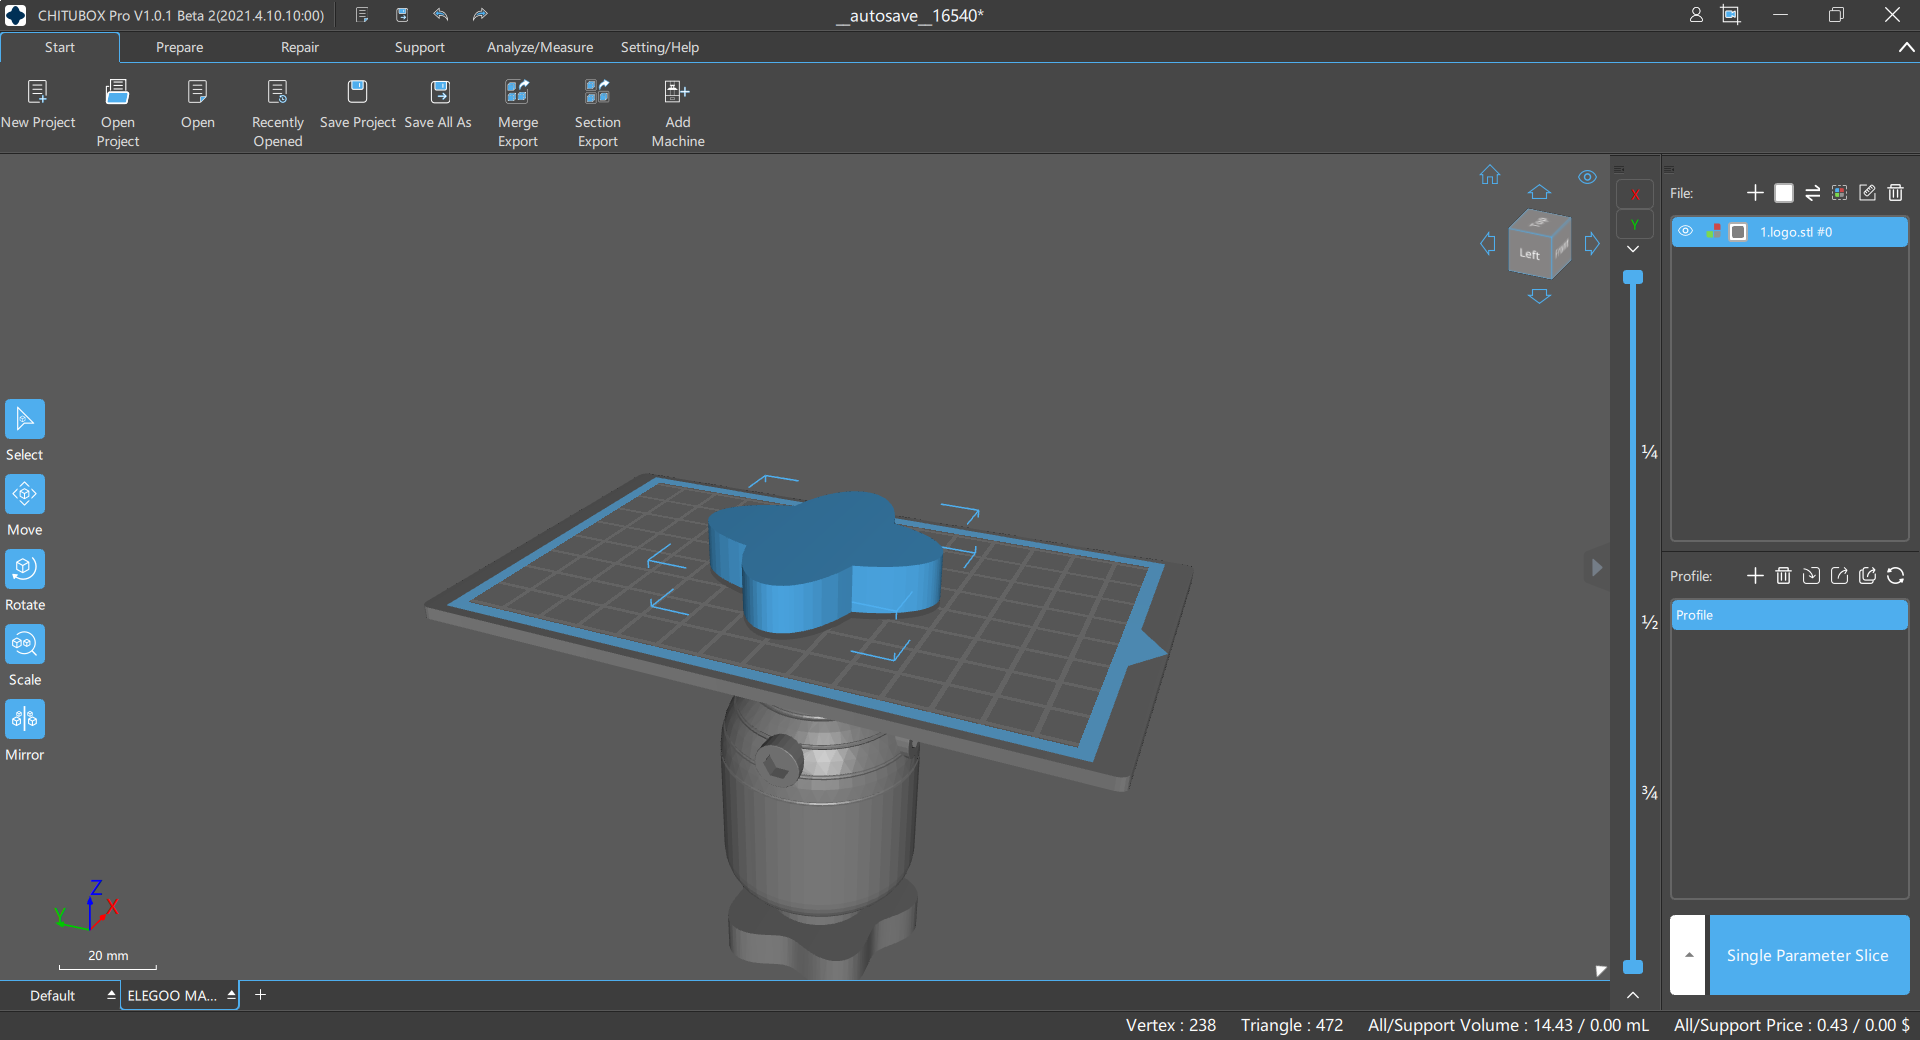 CHITUBOX Pro V1.0.1 Beta 2(2021.4.10.10:00)
__autosave__16540*
Start Prepare Repair Support Analyze/Measure Setting/Help
New Project
Open Project
Open
Recently Opened
Save Project
Save All As
Merge Export
Section Export
Add Machine
X
Y
File:
1.logo.stl #0
TOP
Left
FRONT
¼
Select
Move
Rotate
Scale
Mirror
Profile:
Profile
½
¾
Z
Y
X
20 mm
Single Parameter Slice
Default
ELEGOO MA...
Vertex : 238 Triangle : 472 All/Support Volume : 14.43 / 0.00 mL All/Support Price : 0.43 / 0.00 $